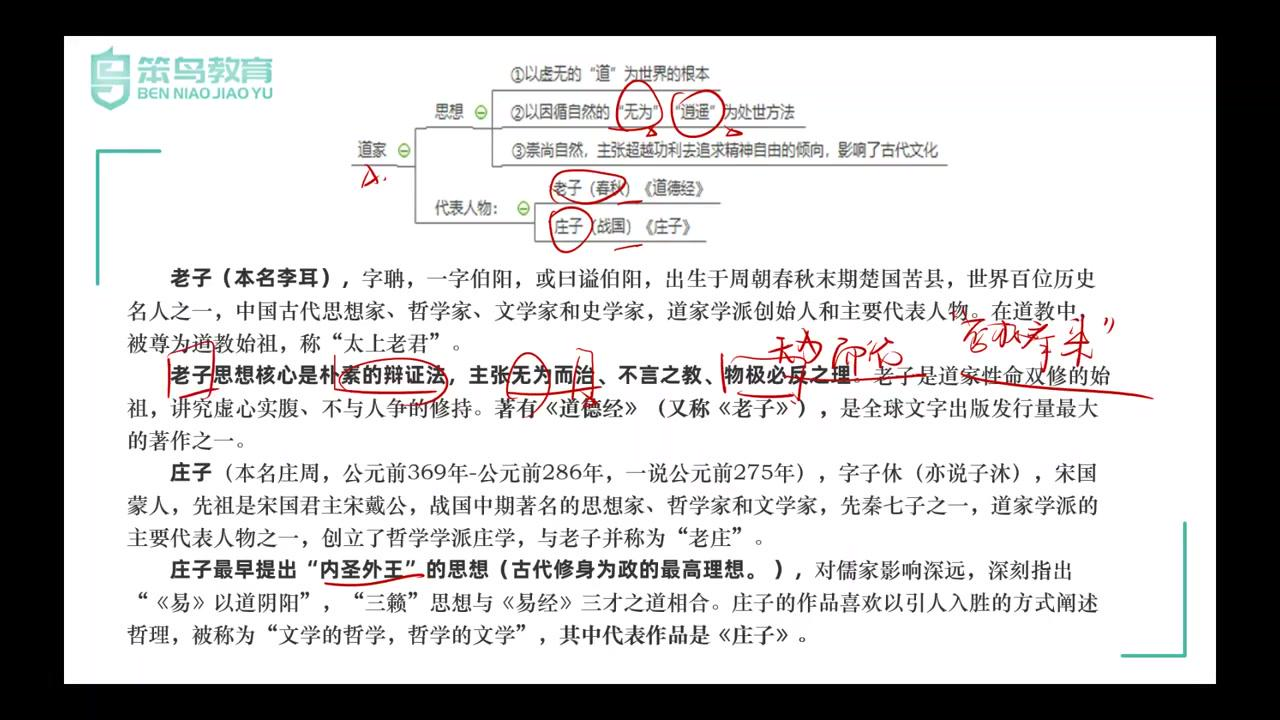 笨鸟教育
BEN NIAO JIAO YU
①以虚无的“道”为世界的根本
思想
②以因循自然的“无为”“逍遥”为处世方法
道家
③崇尚自然，主张超越功利去追求精神自由的倾向，影响了古代文化
老子（春秋）《道德经》
代表人物：
庄子（战国）《庄子》
老子（本名李耳），字聃，一字伯阳，或曰谥伯阳，出生于周朝春秋末期楚国苦县，世界百位历史
名人之一，中国古代思想家、哲学家、文学家和史学家，道家学派创始人和主要代表人物。在道教中，
被尊为道教始祖，称“太上老君”。
老子思想核心是朴素的辩证法，主张无为而治、不言之教、物极必反之理。老子是道家性命双修的始
祖，讲究虚心实腹、不与人争的修持。著有《道德经》（又称《老子》），是全球文字出版发行量最大
的著作之一。
庄子（本名庄周，公元前369年-公元前286年，一说公元前275年），字子休（亦说子沐），宋国
蒙人，先祖是宋国君主宋戴公，战国中期著名的思想家、哲学家和文学家，先秦七子之一，道家学派的
主要代表人物之一，创立了哲学学派庄学，与老子并称为“老庄”。
庄子最早提出“内圣外王”的思想（古代修身为政的最高理想。），对儒家影响深远，深刻指出
“《易》以道阴阳”，“三籁”思想与《易经》三才之道相合。庄子的作品喜欢以引人入胜的方式阐述
哲理，被称为“文学的哲学，哲学的文学”，其中代表作品是《庄子》。